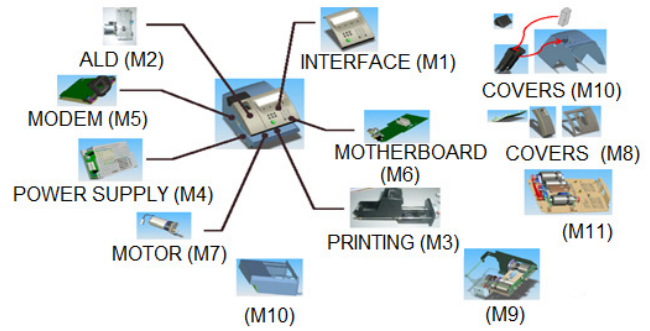 ALD (M2)
INTERFACE (M1)
COVERS (M10)
MODEM (M5)
MOTHERBOARD
(M6)
COVERS (M8)
POWER SUPPLY (M4)
MOTOR (M7)
PRINTING (M3)
(M11)
(M10)
(M9)